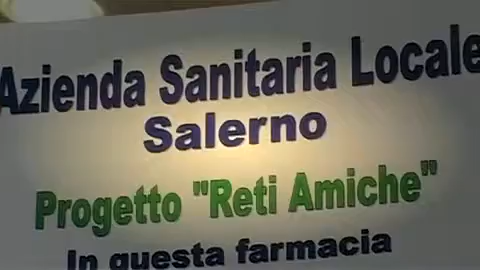 Azienda Sanitaria Locale
Salerno
Progetto "Reti Amiche"
In questa farmacia